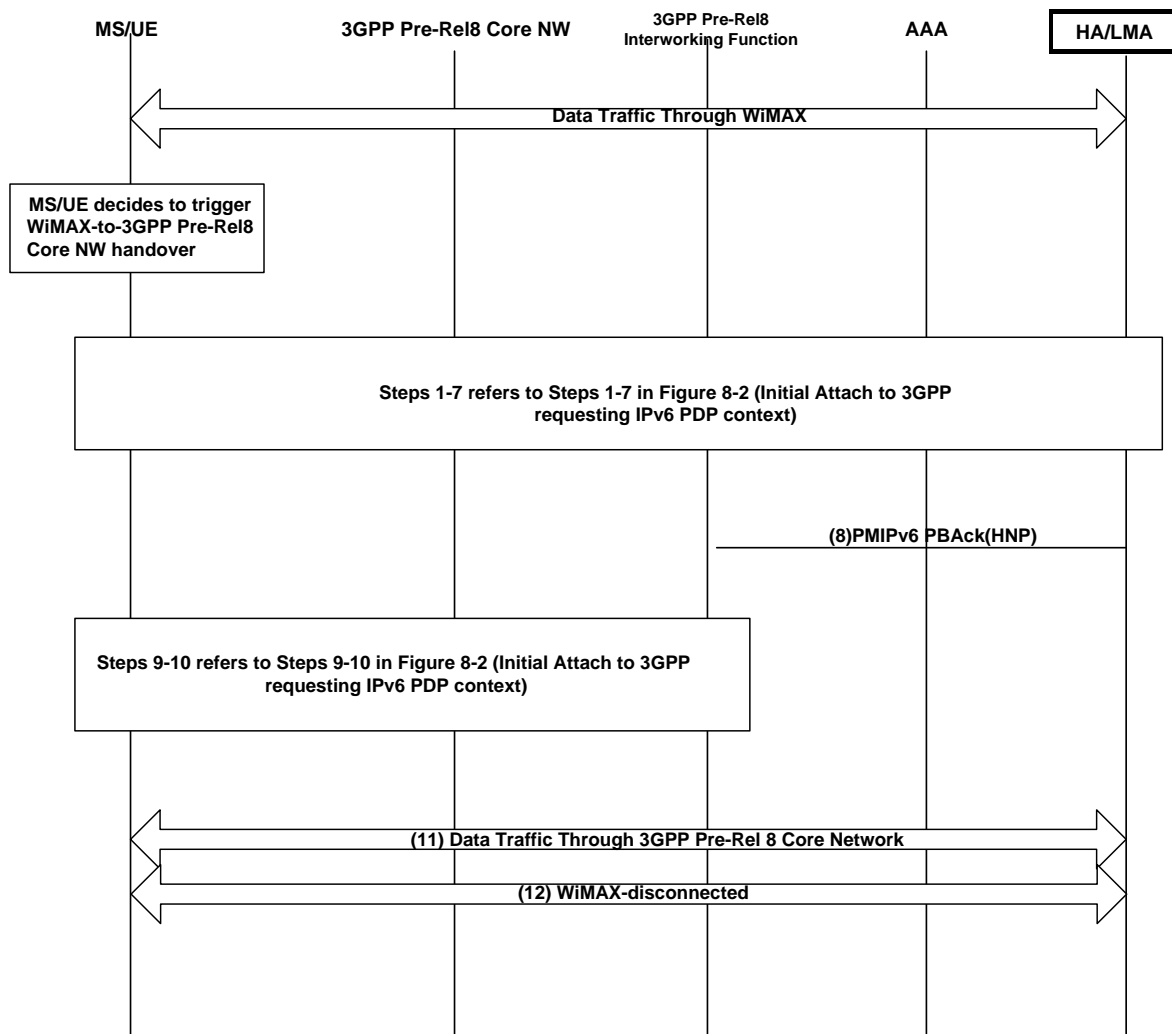 MS/UE
3GPP Pre-Rel8 Core NW
3GPP Pre-Rel8
Interworking Function
AAA
HA/LMA
Data Traffic Through WiMAX
MS/UE decides to trigger
WiMAX-to-3GPP Pre-Rel8
Core NW handover
Steps 1-7 refers to Steps 1-7 in Figure 8-2 (Initial Attach to 3GPP
requesting IPv6 PDP context)
(8)PMIPv6 PBAck(HNP)
Steps 9-10 refers to Steps 9-10 in Figure 8-2 (Initial Attach to 3GPP
requesting IPv6 PDP context)
(11) Data Traffic Through 3GPP Pre-Rel 8 Core Network
(12) WiMAX-disconnected